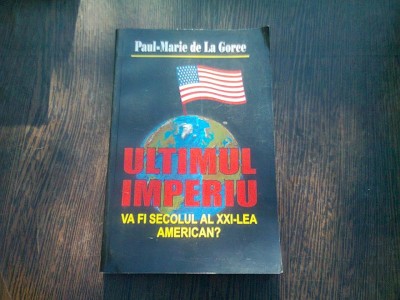 Paul-Marie de La Gorce
ULTIMUL
IMPERIU
VA FI SECOLUL AL XXI-LEA
AMERICAN?